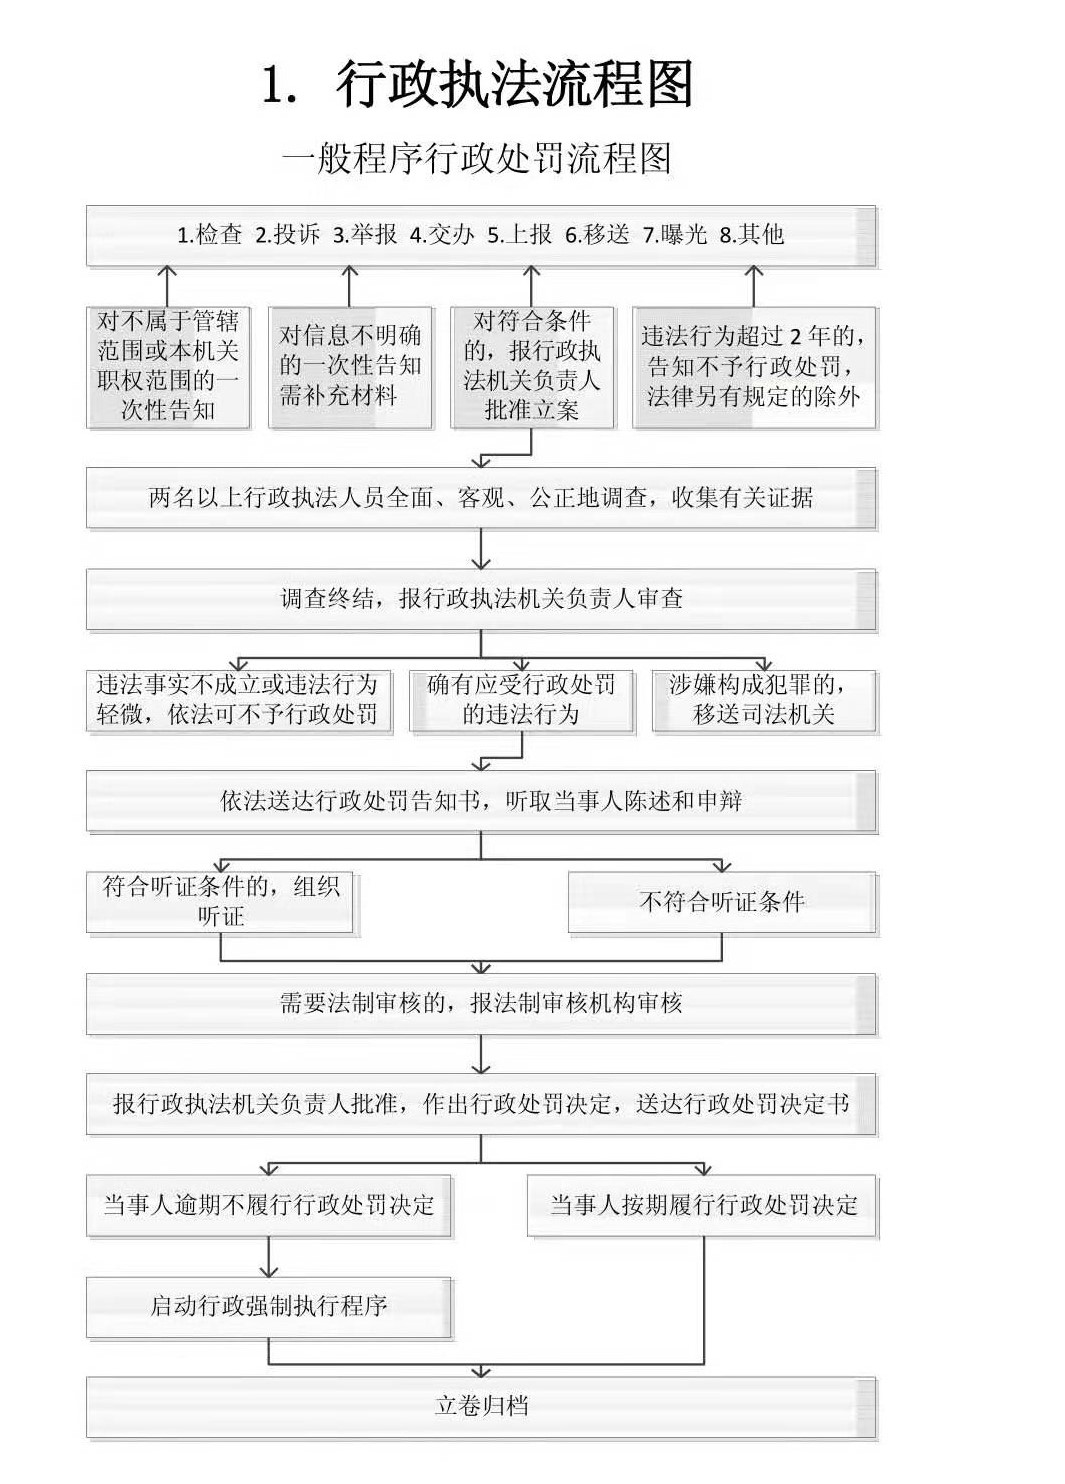 1. 行政执法流程图
一般程序行政处罚流程图
1.检查 2.投诉 3.举报 4.交办 5.上报 6.移送 7.曝光 8.其他
对不属于管辖
范围或本机关
职权范围的一
次性告知
对信息不明确
的一次性告知
需补充材料
对符合条件
的，报行政执
法机关负责人
批准立案
违法行为超过 2 年的，
告知不予行政处罚，
法律另有规定的除外
两名以上行政执法人员全面、客观、公正地调查，收集有关证据
调查终结，报行政执法机关负责人审查
违法事实不成立或违法行为
轻微，依法可不予行政处罚
确有应受行政处罚
的违法行为
涉嫌构成犯罪的，
移送司法机关
依法送达行政处罚告知书，听取当事人陈述和申辩
符合听证条件的，组织
听证
不符合听证条件
需要法制审核的，报法制审核机构审核
报行政执法机关负责人批准，作出行政处罚决定，送达行政处罚决定书
当事人逾期不履行行政处罚决定
当事人按期履行行政处罚决定
启动行政强制执行程序
立卷归档